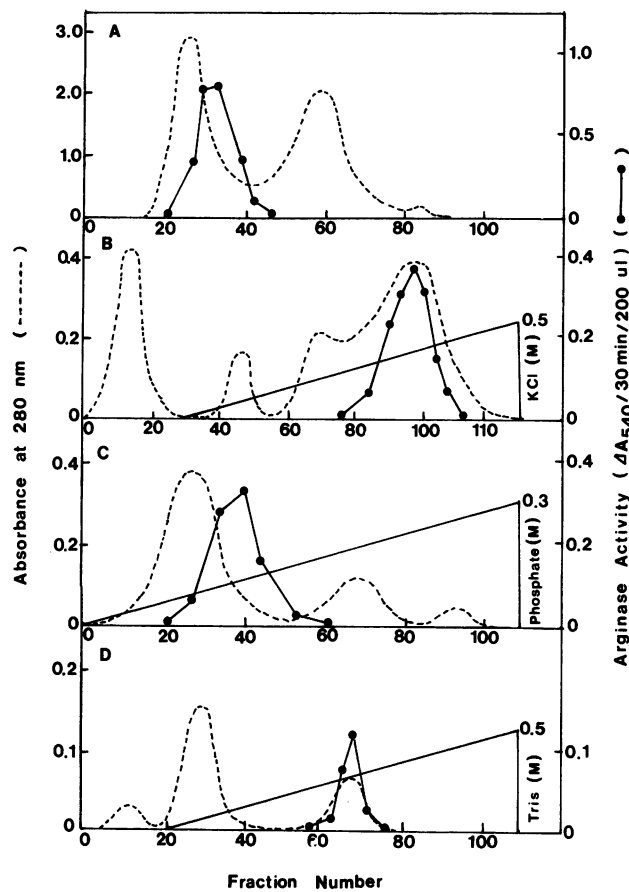 A
3.0
2.0
1.0
0
1.0
0.5
0
20 40 60 80 100
B
0.4
0.2
0
0.4
0.2
0
0.5
KCl (M)
0 20 40 60 80 100 110
C
0.4
0.2
0
0.4
0.2
0
0.3
Phosphate(M)
0 20 40 60 80 100
D
0.2
0.1
0
0.1
0
0.5
Tris (M)
0 20 40 80 100
Fraction Number
Absorbance at 280 nm (------)
Arginase Activity (ΔA540/30min/200 ul) ( )